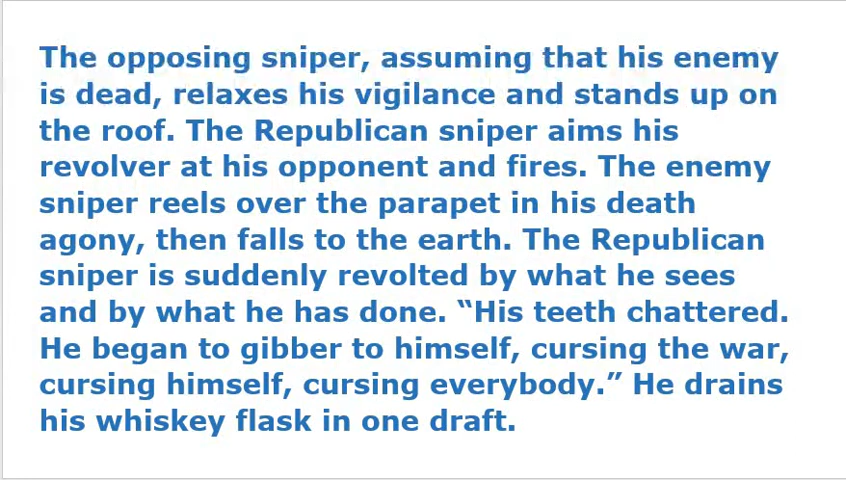 The opposing sniper, assuming that his enemy
is dead, relaxes his vigilance and stands up on
the roof. The Republican sniper aims his
revolver at his opponent and fires. The enemy
sniper reels over the parapet in his death
agony, then falls to the earth. The Republican
sniper is suddenly revolted by what he sees
and by what he has done. “His teeth chattered.
He began to gibber to himself, cursing the war,
cursing himself, cursing everybody.” He drains
his whiskey flask in one draft.